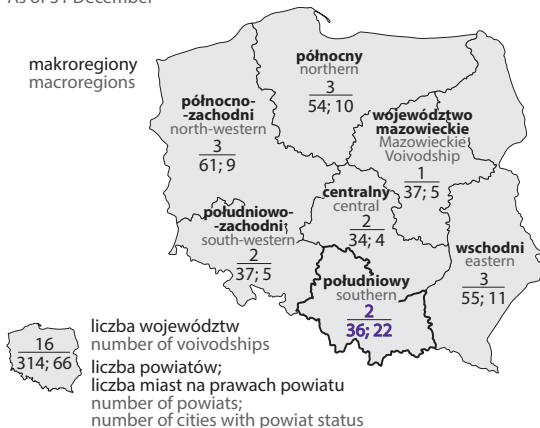 As of 31 December
makroregiony
macroregions
północny
northern
3
54; 10
północno-
-zachodni
north-western
3
61; 9
województwo
mazowieckie
Mazowieckie
Voivodship
1
37; 5
centralny
central
2
34; 4
południowo-
-zachodni
south-western
2
37; 5
wschodni
eastern
3
55; 11
południowy
southern
2
36; 22
16
314; 66
liczba województw
number of voivodships
liczba powiatów;
liczba miast na prawach powiatu
number of powiats;
number of cities with powiat status